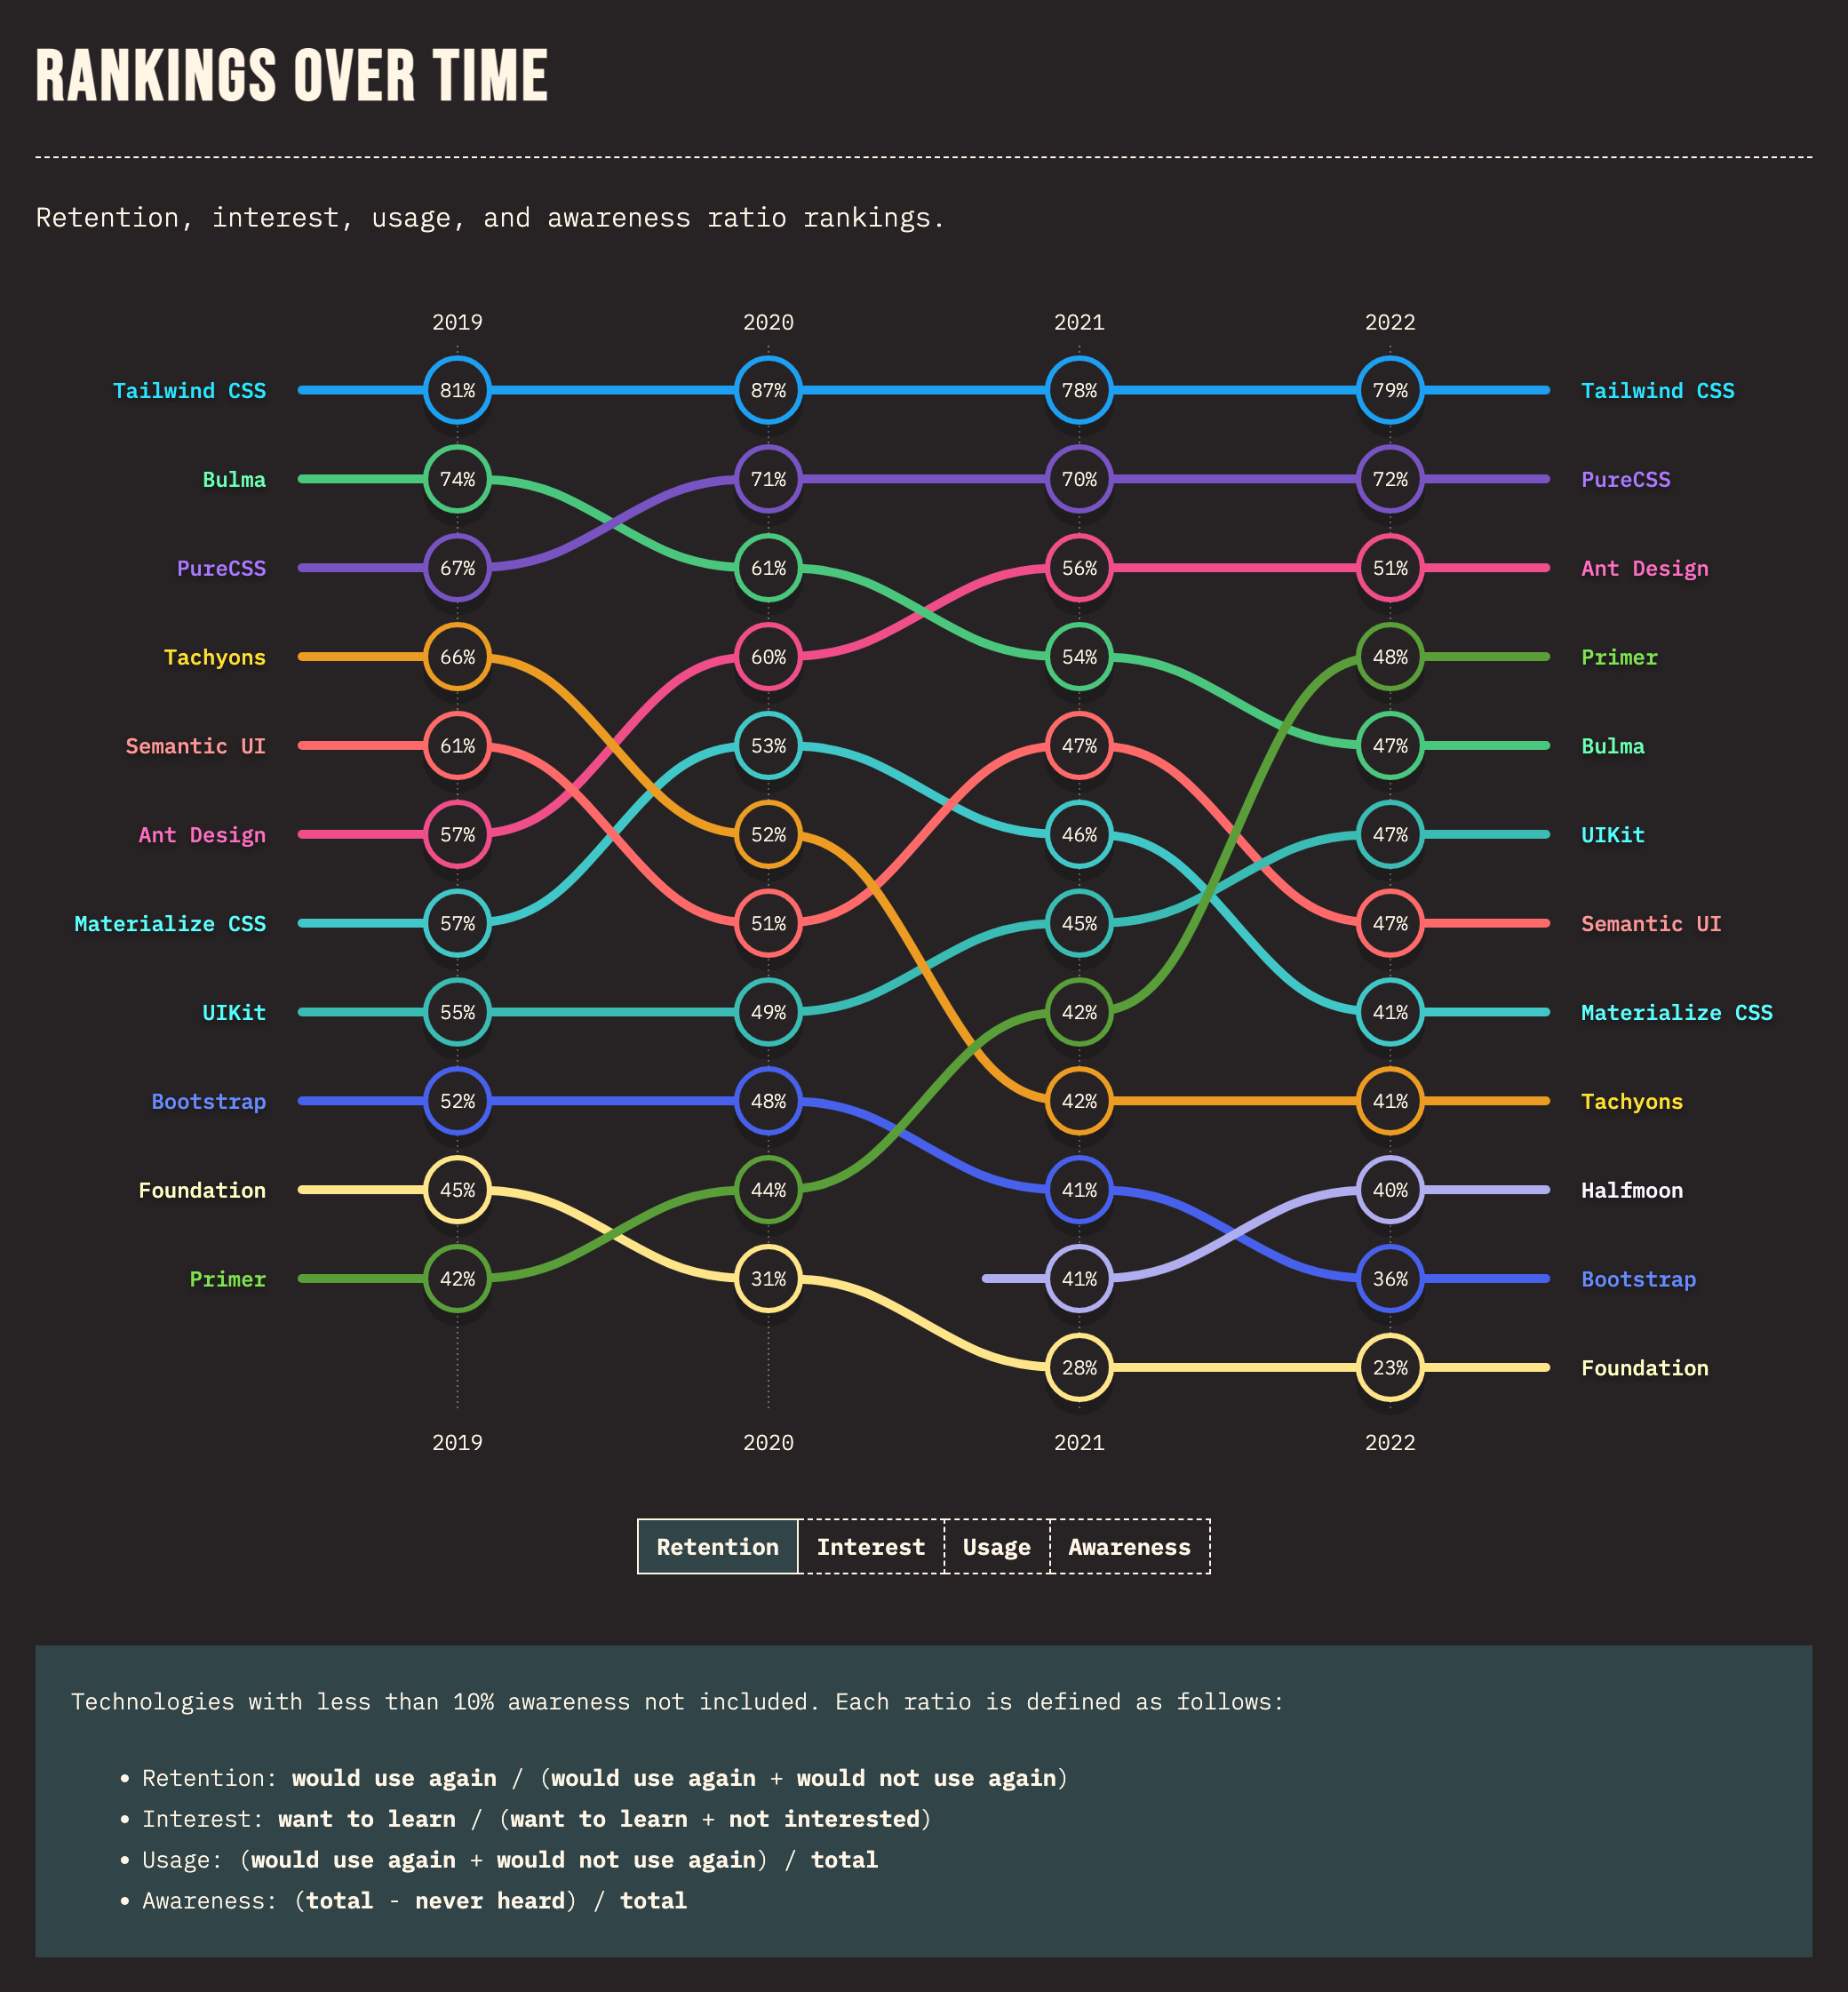 RANKINGS OVER TIME
Retention, interest, usage, and awareness ratio rankings.
2019 2020 2021 2022
Tailwind CSS 81% 87% 78% 79% Tailwind CSS
Bulma 74% 71% 70% 72% PureCSS
PureCSS 67% 61% 56% 51% Ant Design
Tachyons 66% 60% 54% 48% Primer
Semantic UI 61% 53% 47% 47% Bulma
Ant Design 57% 52% 46% 47% UIKit
Materialize CSS 57% 51% 45% 47% Semantic UI
UIKit 55% 49% 42% 41% Materialize CSS
Bootstrap 52% 48% 42% 41% Tachyons
Foundation 45% 44% 41% 40% Halfmoon
Primer 42% 31% 41% 36% Bootstrap
28% 23% Foundation
2019 2020 2021 2022
Retention Interest Usage Awareness
Technologies with less than 10% awareness not included. Each ratio is defined as follows:
• Retention: would use again / (would use again + would not use again)
• Interest: want to learn / (want to learn + not interested)
• Usage: (would use again + would not use again) / total
• Awareness: (total - never heard) / total